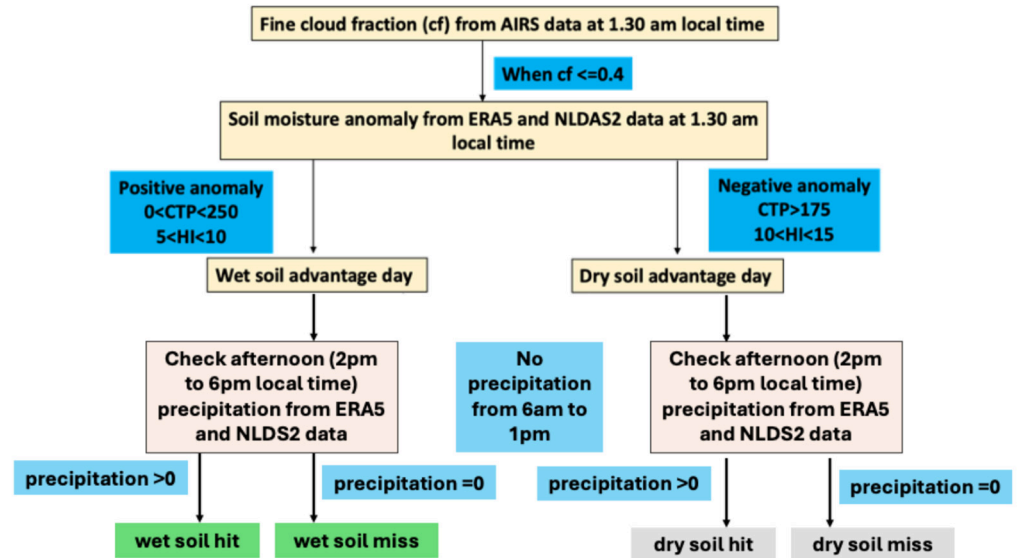 Fine cloud fraction (cf) from AIRS data at 1.30 am local time
When cf <=0.4
Soil moisture anomaly from ERA5 and NLDAS2 data at 1.30 am
local time
Positive anomaly
0<CTP<250
5<HI<10
Negative anomaly
CTP>175
10<HI<15
Wet soil advantage day
Dry soil advantage day
Check afternoon (2pm
to 6pm local time)
precipitation from ERA5
and NLDS2 data
No
precipitation
from 6am to
1pm
Check afternoon (2pm
to 6pm local time)
precipitation from ERA5
and NLDS2 data
precipitation >0
precipitation =0
precipitation >0
precipitation =0
wet soil hit
wet soil miss
dry soil hit
dry soil miss